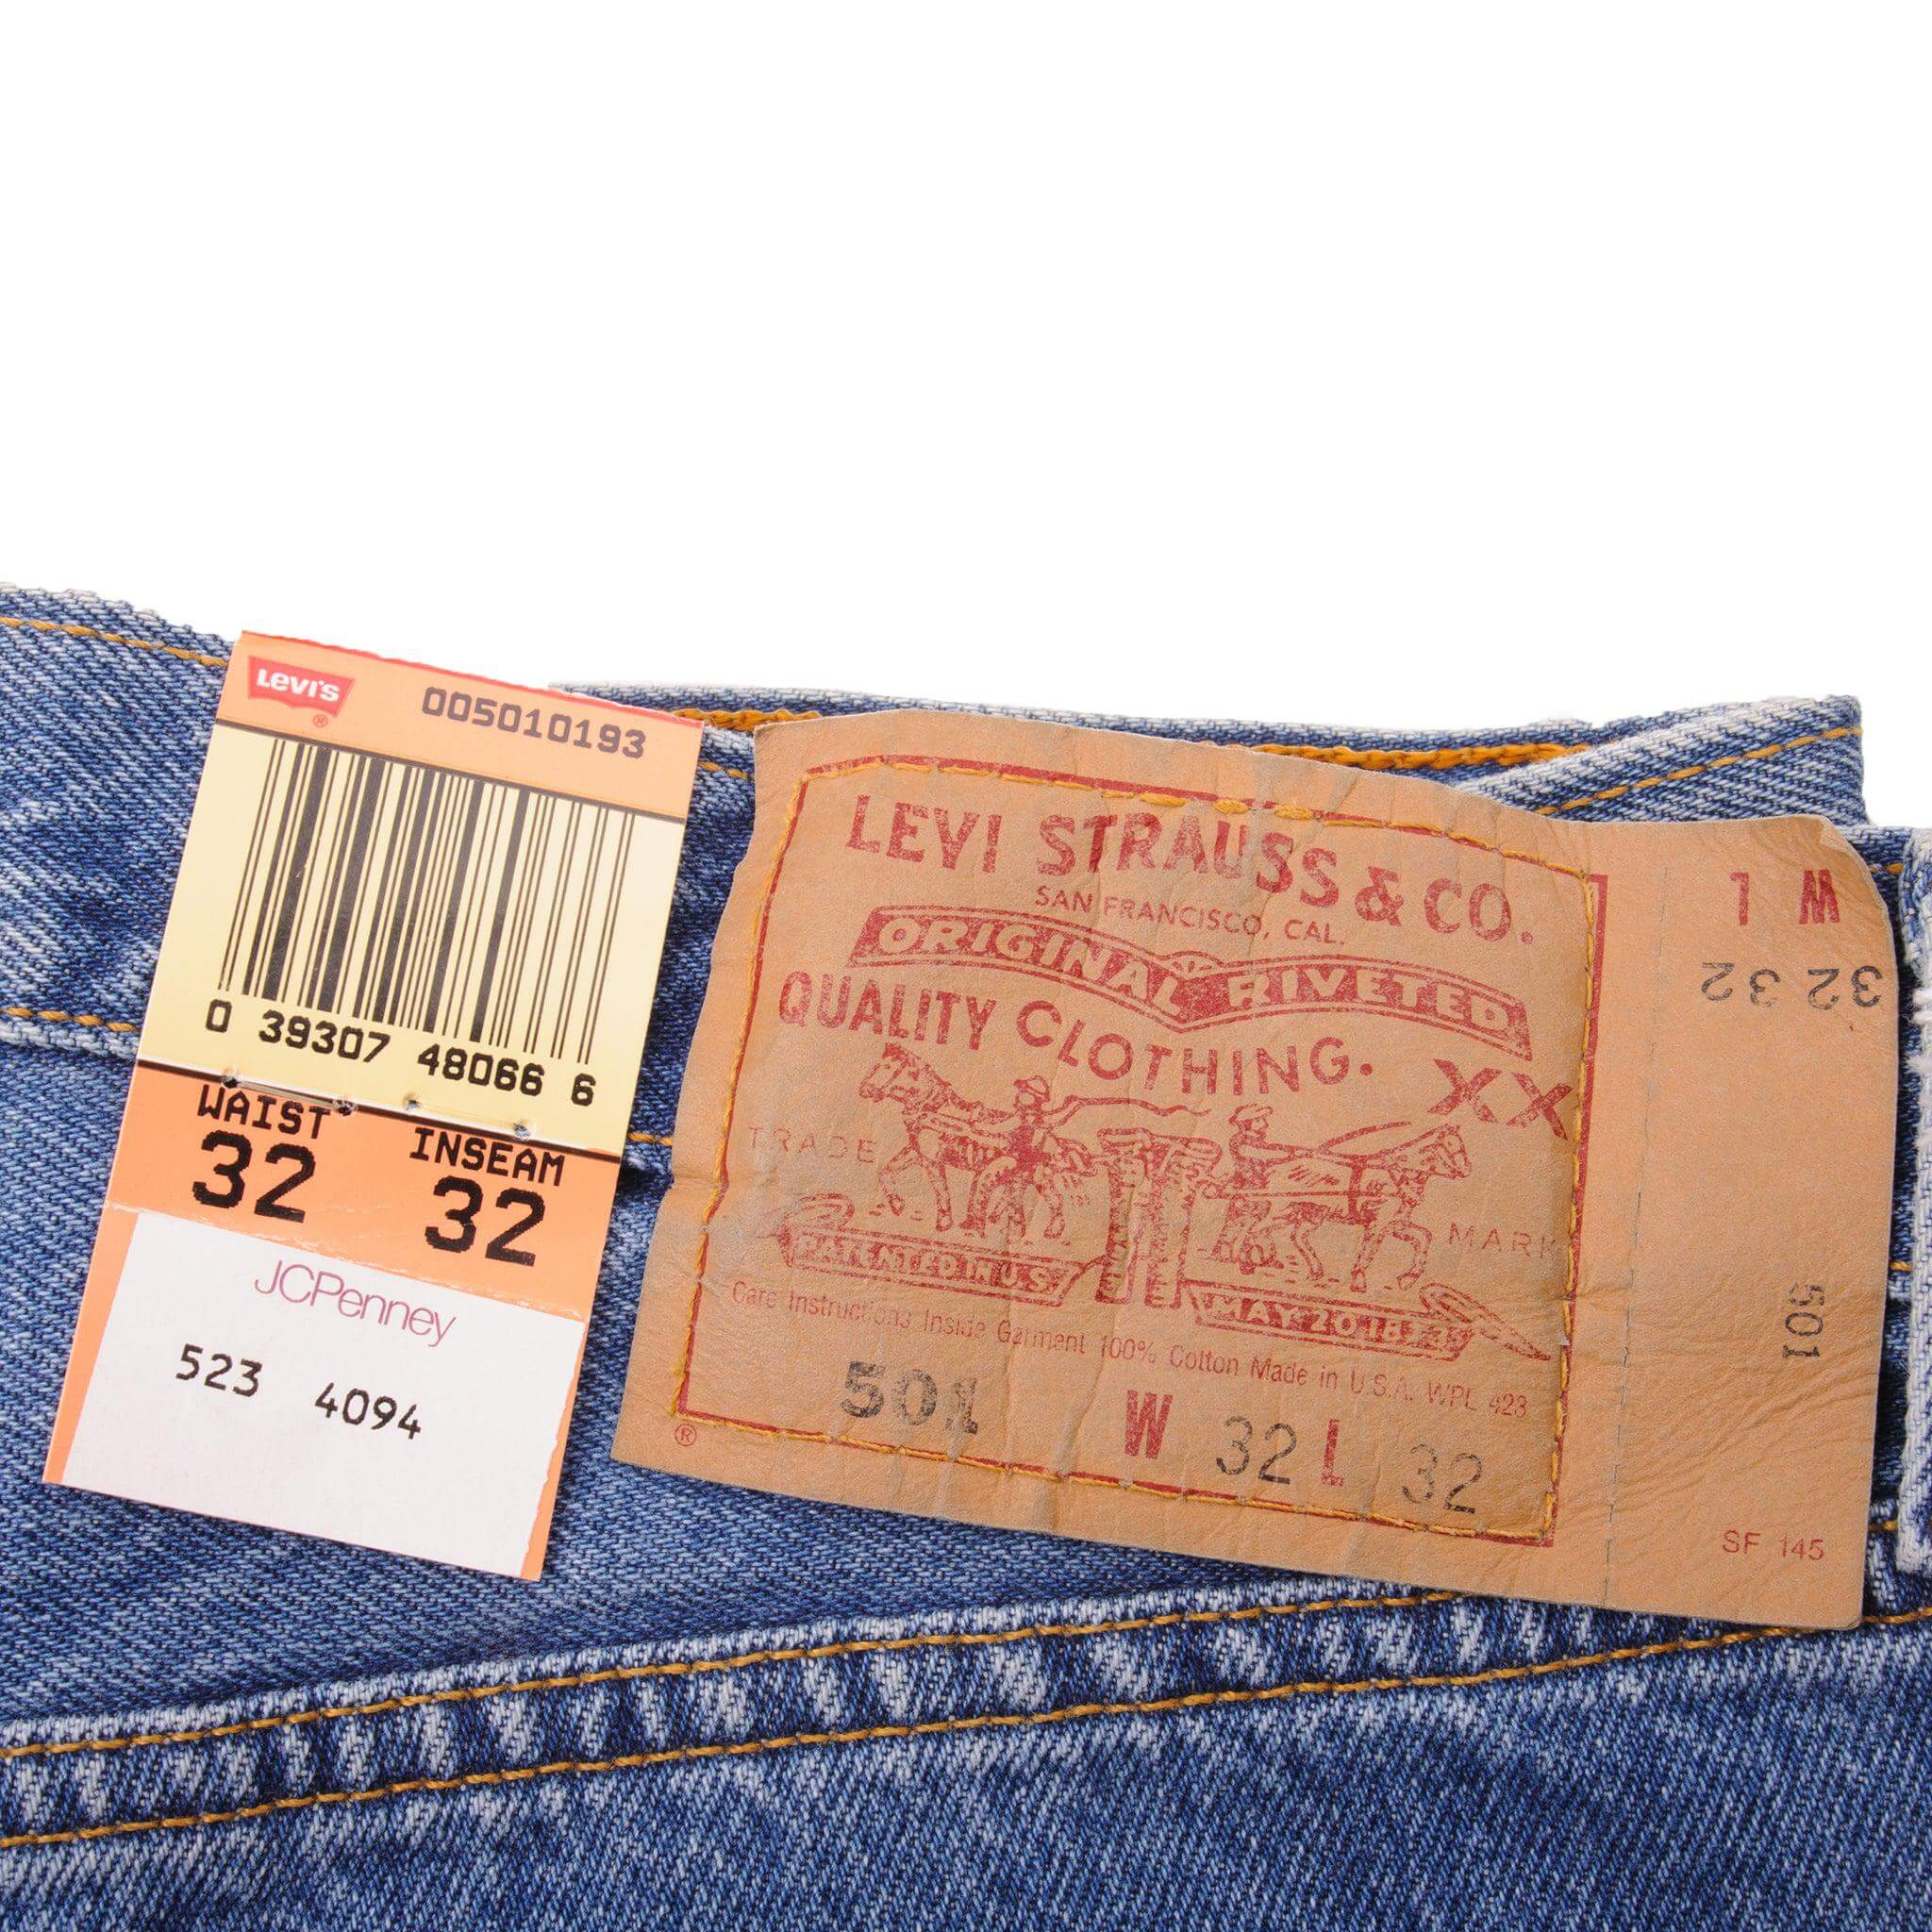 LEVI'S ®
005010193
0 39307 48066 6
WAIST INSEAM
32 32
JCPenney
523 4094
LEVI STRAUSS & CO.
SAN FRANCISCO, CAL.
ORIGINAL RIVETED
QUALITY CLOTHING.
XX
TRADE MARK
PATENTED IN U.S.
MAY 20 1873
Care Instructions Inside Garment 100% Cotton Made in U.S.A. WPL 423
501 W 32 L 32
®
L W
32 32
501
SF 145